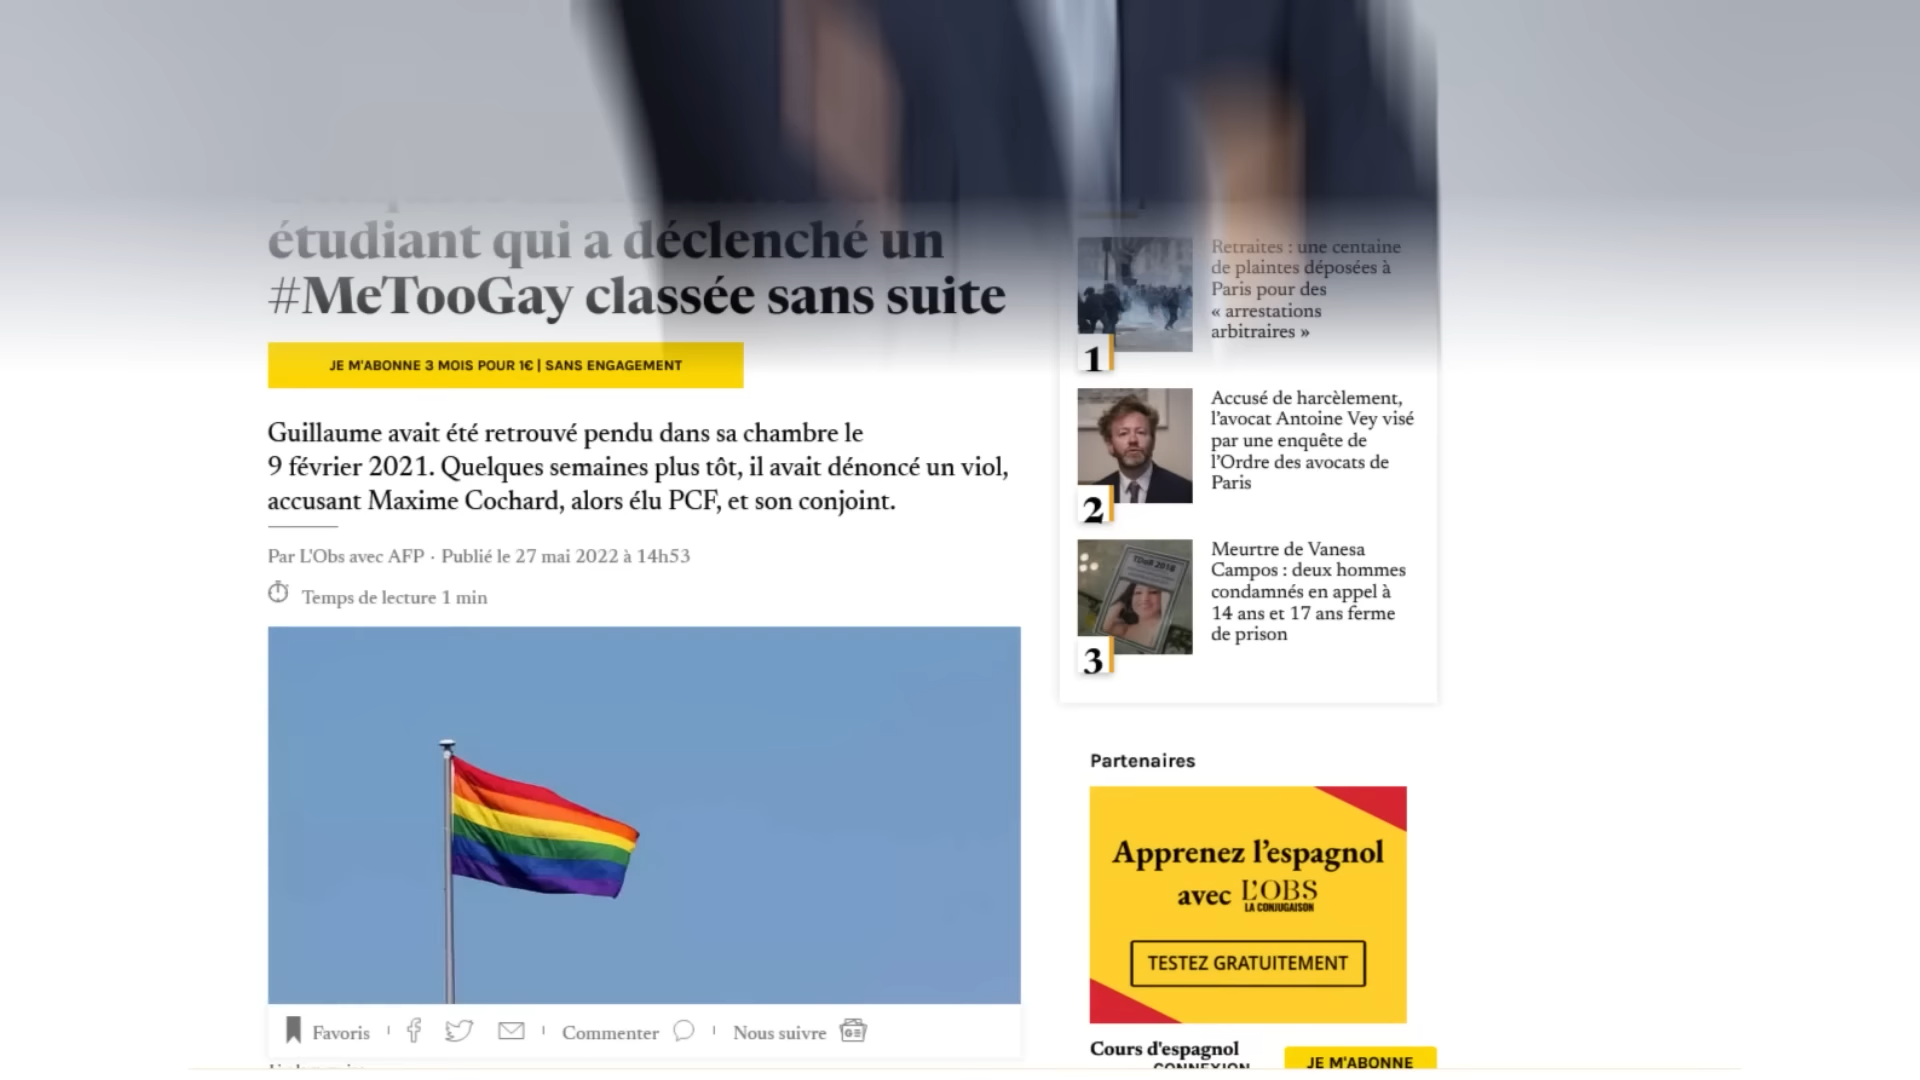 étudiant qui a déclenché un
#MeTooGay classée sans suite
JE M'ABONNE 3 MOIS POUR 1€ | SANS ENGAGEMENT
Guillaume avait été retrouvé pendu dans sa chambre le
9 février 2021. Quelques semaines plus tôt, il avait dénoncé un viol,
accusant Maxime Cochard, alors élu PCF, et son conjoint.
Par L'Obs avec AFP · Publié le 27 mai 2022 à 14h53
Temps de lecture 1 min
Favoris
Commenter
Nous suivre
Retraites : une centaine
de plaintes déposées à
Paris pour des
« arrestations
arbitraires »
1
Accusé de harcèlement,
l'avocat Antoine Vey visé
par une enquête de
l'Ordre des avocats de
Paris
2
Meurtre de Vanesa
Campos : deux hommes
condamnés en appel à
14 ans et 17 ans ferme
de prison
3
Partenaires
Apprenez l'espagnol
avec L'OBS
LA CONJUGAISON
TESTEZ GRATUITEMENT
Cours d'espagnol
CONNEXION
JE M'ABONNE